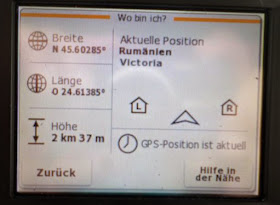 Wo bin ich?
Breite
N 45.60285°
Länge
O 24.61385°
Höhe
2 km 37 m
Aktuelle Position
Rumänien
Victoria
L
R
GPS-Position ist aktuell
Zurück
Hilfe in
der Nähe